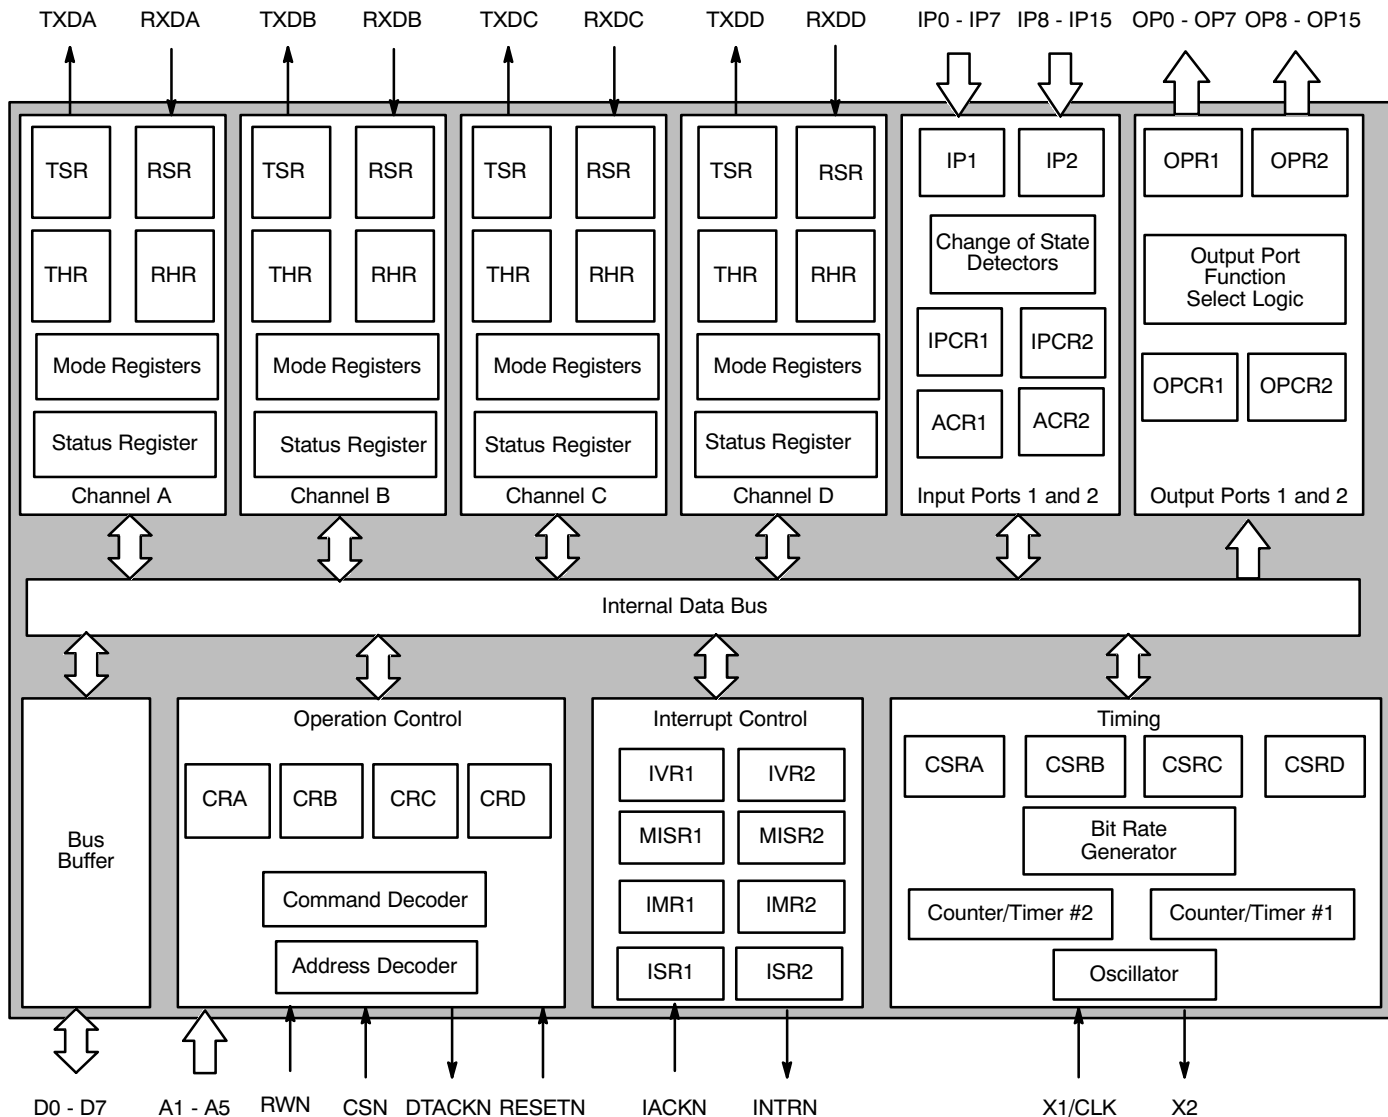 TXDA RXDA TXDB RXDB TXDC RXDC TXDD RXDD IP0 - IP7 IP8 - IP15 OP0 - OP7 OP8 - OP15
TSR RSR TSR RSR TSR RSR TSR RSR IP1 IP2 OPR1 OPR2
THR RHR THR RHR THR RHR THR RHR
Change of State
Detectors
Output Port
Function
Select Logic
Mode Registers Mode Registers Mode Registers Mode Registers IPCR1 IPCR2
OPCR1 OPCR2
Status Register Status Register Status Register Status Register ACR1 ACR2
Channel A Channel B Channel C Channel D Input Ports 1 and 2 Output Ports 1 and 2
Internal Data Bus
Operation Control Interrupt Control Timing
Bus
Buffer
CRA CRB CRC CRD
Command Decoder
Address Decoder
IVR1 IVR2
MISR1 MISR2
IMR1 IMR2
ISR1 ISR2
CSRA CSRB CSRC CSRD
Bit Rate
Generator
Counter/Timer #2 Counter/Timer #1
Oscillator
D0 - D7 A1 - A5 RWN CSN DTACKN RESETN IACKN INTRN X1/CLK X2